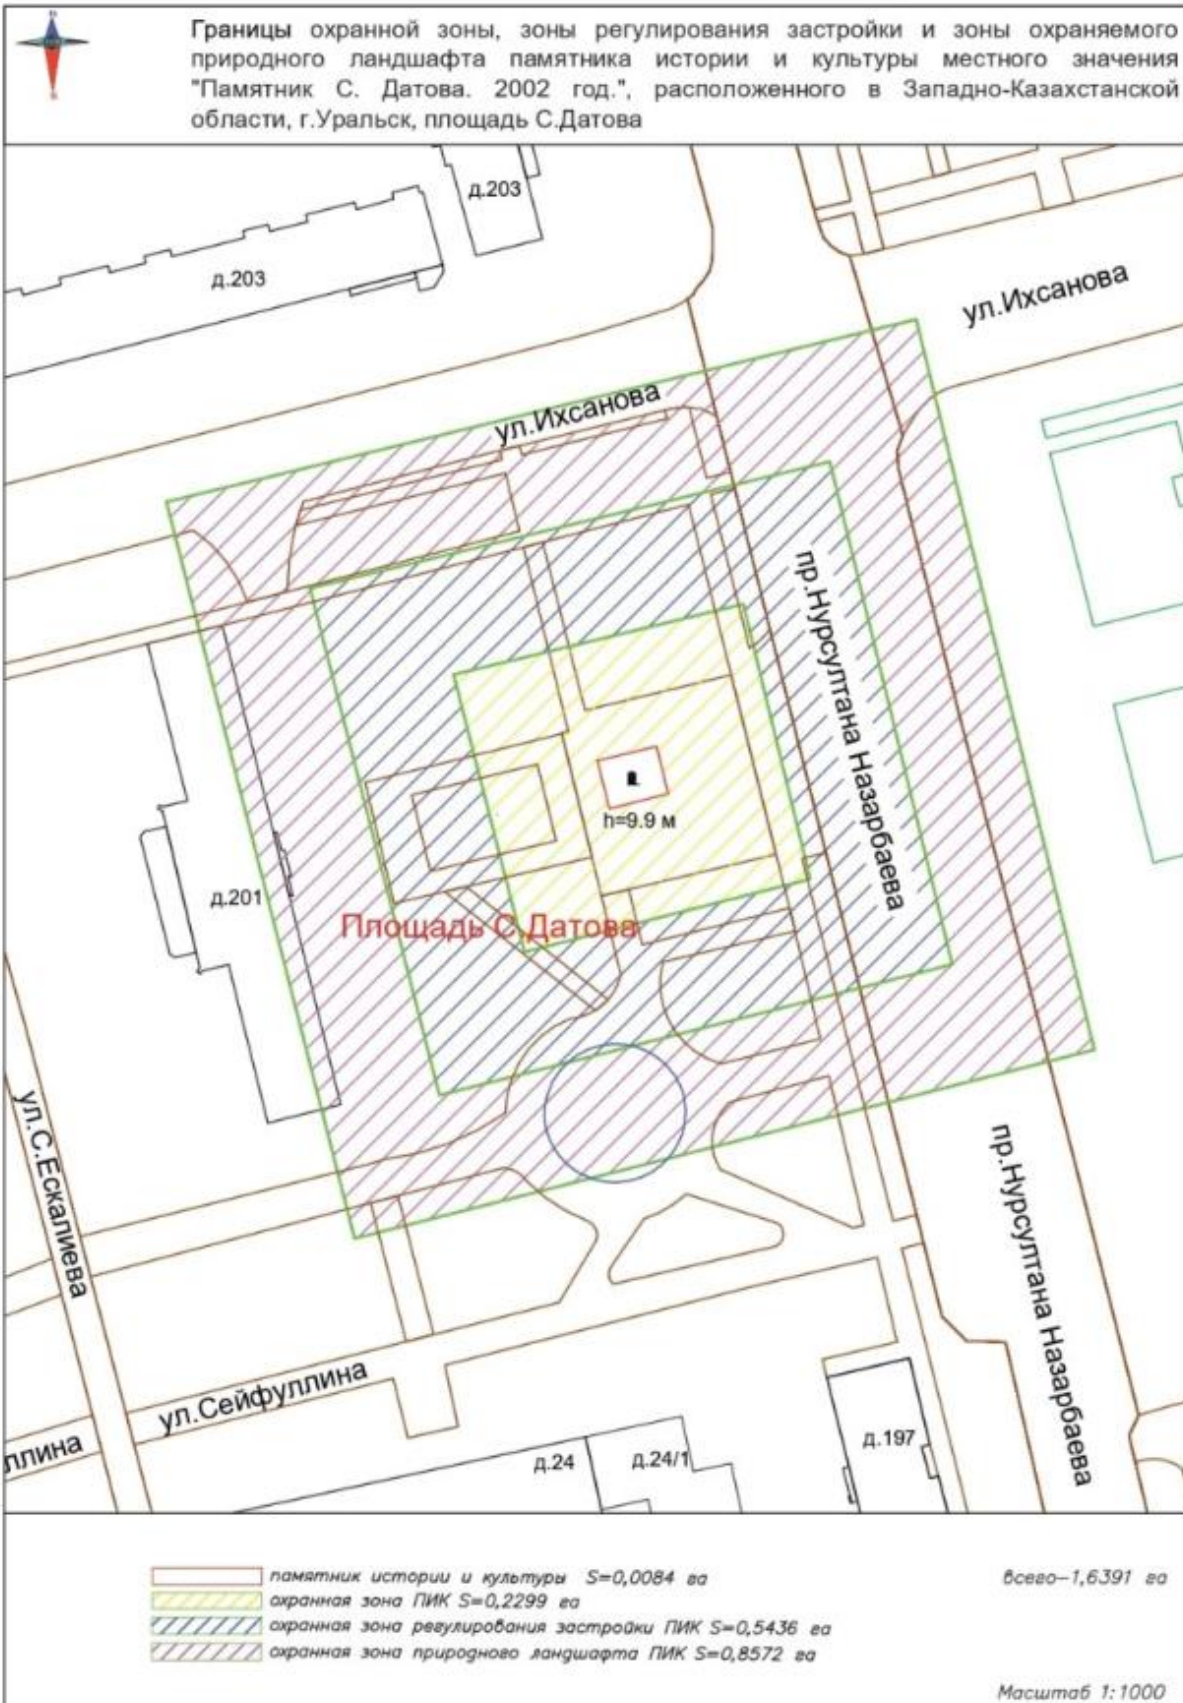 Границы охранной зоны, зоны регулирования застройки и зоны охраняемого
природного ландшафта памятника истории и культуры местного значения
"Памятник С. Датова. 2002 год.", расположенного в Западно-Казахстанской
области, г.Уральск, площадь С.Датова
д.203
д.203
ул.Ихсанова
ул.Ихсанова
пр.Нурсултана Назарбаева
h=9.9 м
д.201
Площадь С.Датова
ул.С.Ескалиева
пр.Нурсултана Назарбаева
ул.Сейфуллина
ллина
д.24
д.24/1
д.197
памятник истории и культуры S=0,0084 га
всего-1,6391 га
охранная зона ПИК S=0,2299 га
охранная зона регулирования застройки ПИК S=0,5436 га
охранная зона природного ландшафта ПИК S=0,8572 га
Масштаб 1:1000